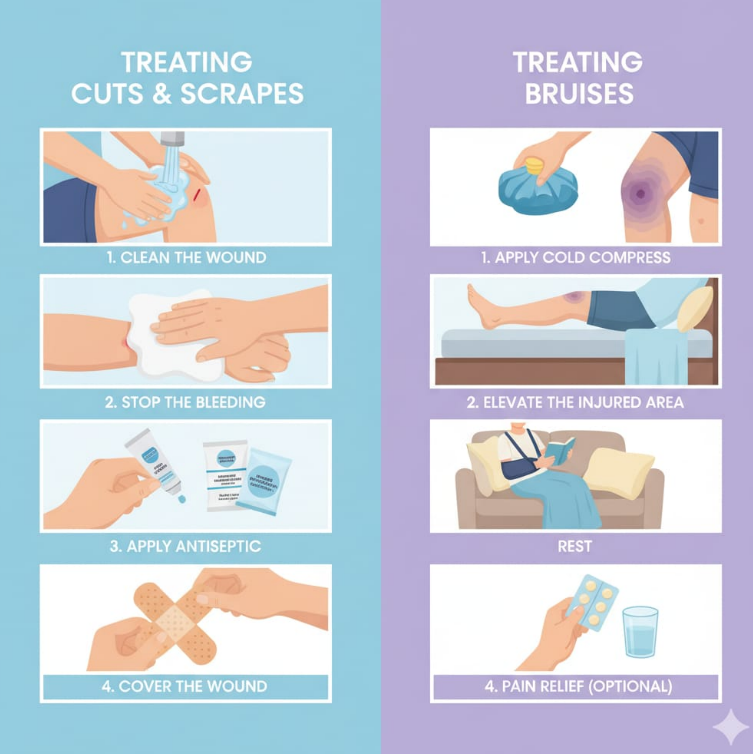 TREATING
CUTS & SCRAPES
1. CLEAN THE WOUND
2. STOP THE BLEEDING
3. APPLY ANTISEPTIC
4. COVER THE WOUND
TREATING
BRUISES
1. APPLY COLD COMPRESS
2. ELEVATE THE INJURED AREA
REST
4. PAIN RELIEF (OPTIONAL)